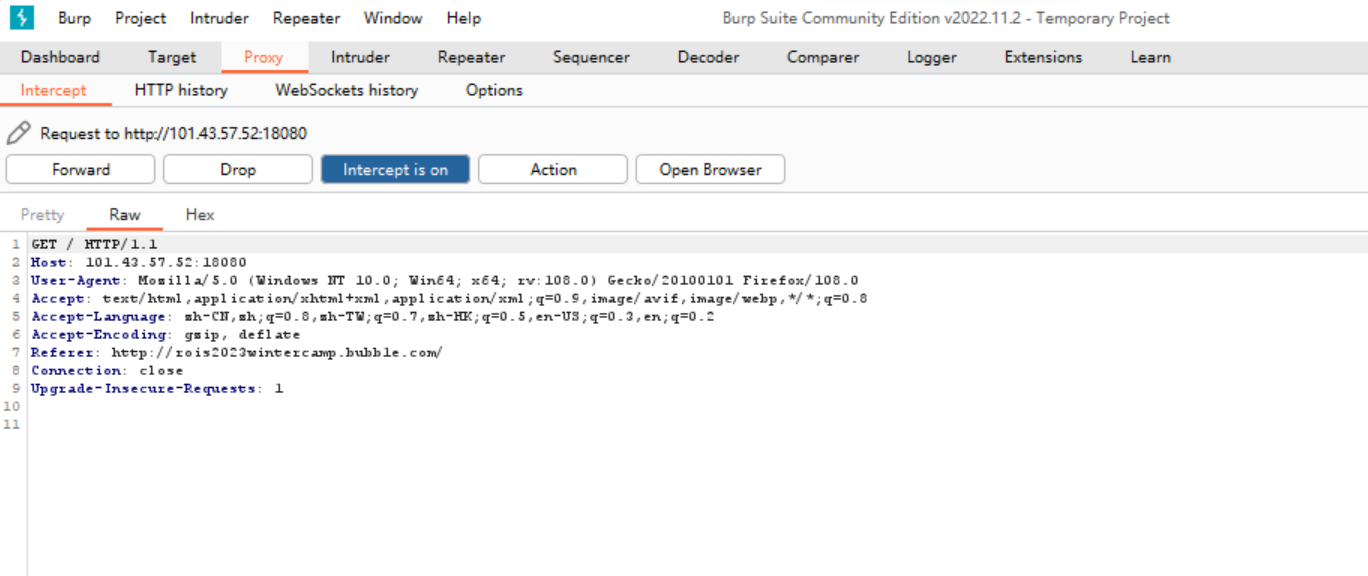 Burp Project Intruder Repeater Window Help Burp Suite Community Edition v2022.11.2 - Temporary Project
Dashboard Target Proxy Intruder Repeater Sequencer Decoder Comparer Logger Extensions Learn
Intercept HTTP history WebSockets history Options
Request to http://101.43.57.52:18080
Forward Drop Intercept is on Action Open Browser
Pretty Raw Hex
1 GET / HTTP/1.1
2 Host: 101.43.57.52:18080
3 User-Agent: Mozilla/5.0 (Windows NT 10.0; Win64; x64; rv:108.0) Gecko/20100101 Firefox/108.0
4 Accept: text/html,application/xhtml+xml,application/xml;q=0.9,image/avif,image/webp,*/*;q=0.8
5 Accept-Language: zh-CN,zh;q=0.8,zh-TW;q=0.7,zh-HK;q=0.5,en-US;q=0.3,en;q=0.2
6 Accept-Encoding: gzip, deflate
7 Referer: http://rois2023wintercamp.bubble.com/
8 Connection: close
9 Upgrade-Insecure-Requests: 1
10
11